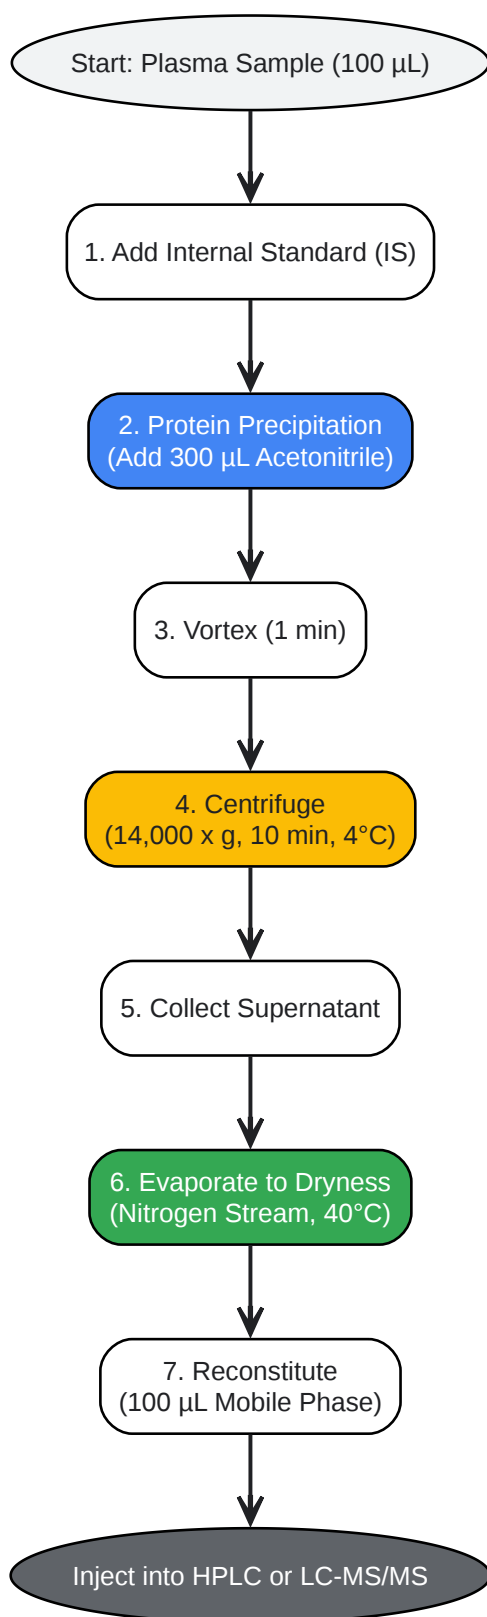 Start: Plasma Sample (100 µL)
1. Add Internal Standard (IS)
2. Protein Precipitation
(Add 300 µL Acetonitrile)
3. Vortex (1 min)
4. Centrifuge
(14,000 x g, 10 min, 4°C)
5. Collect Supernatant
6. Evaporate to Dryness
(Nitrogen Stream, 40°C)
7. Reconstitute
(100 µL Mobile Phase)
Inject into HPLC or LC-MS/MS